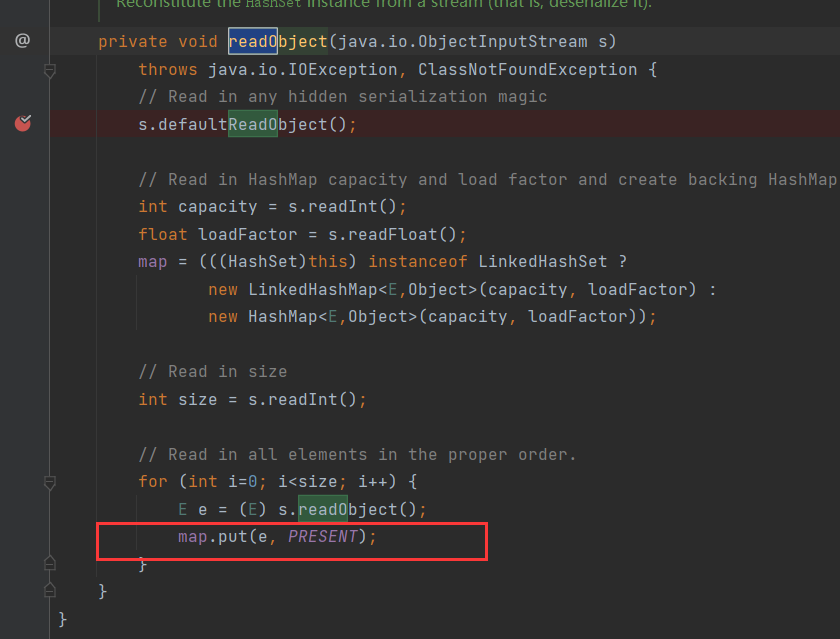 Reconstitute the HashSet instance from a stream (that is, deserialize it).
@
private void readObject(java.io.ObjectInputStream s)
throws java.io.IOException, ClassNotFoundException {
// Read in any hidden serialization magic
s.defaultReadObject();
// Read in HashMap capacity and load factor and create backing HashMap
int capacity = s.readInt();
float loadFactor = s.readFloat();
map = (((HashSet)this) instanceof LinkedHashSet ?
new LinkedHashMap<E,Object>(capacity, loadFactor) :
new HashMap<E,Object>(capacity, loadFactor));
// Read in size
int size = s.readInt();
// Read in all elements in the proper order.
for (int i=0; i<size; i++) {
E e = (E) s.readObject();
map.put(e, PRESENT);
}
}
}